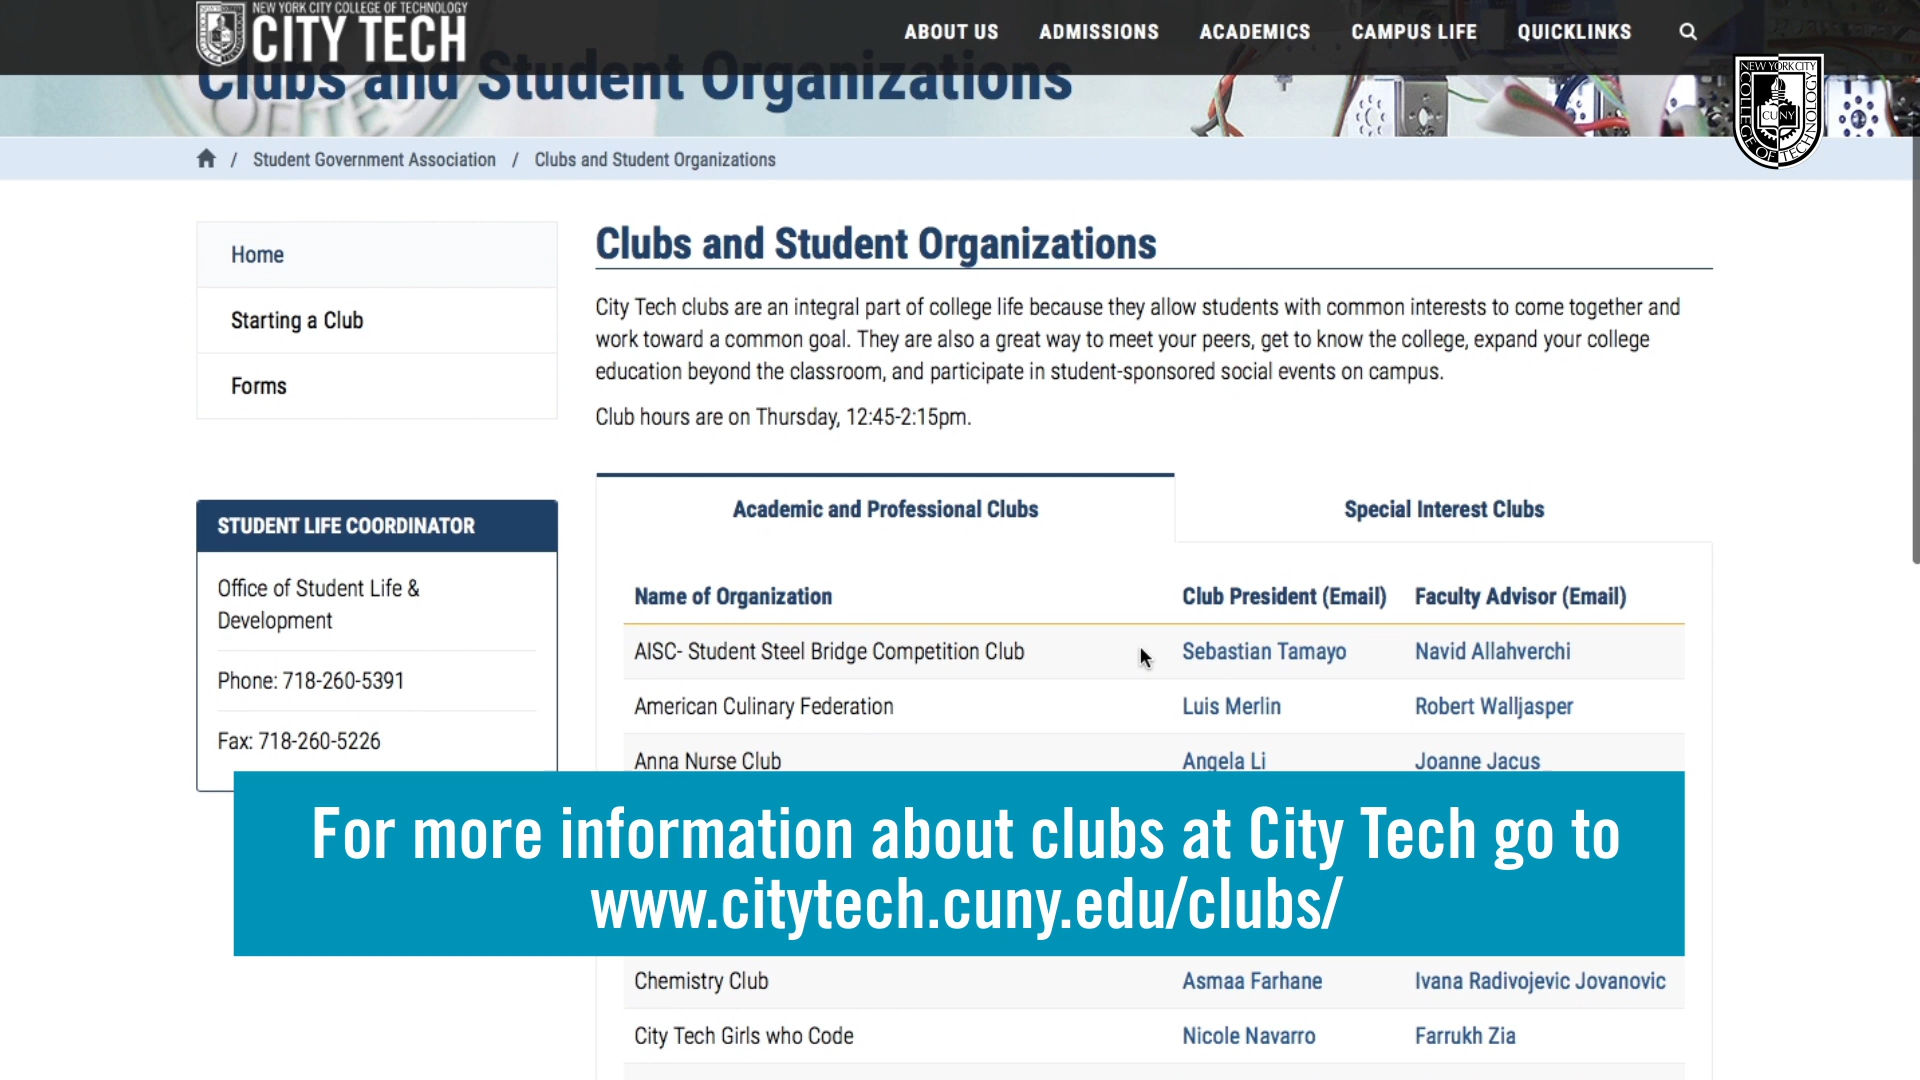 NEW YORK CITY COLLEGE OF TECHNOLOGY
CITY TECH
ABOUT US
ADMISSIONS
ACADEMICS
CAMPUS LIFE
QUICKLINKS
Clubs and Student Organizations
NEW YORK CITY
COLLEGE OF TECHNOLOGY
CUNY
/ Student Government Association / Clubs and Student Organizations
Home
Starting a Club
Forms
STUDENT LIFE COORDINATOR
Office of Student Life &
Development
Phone: 718-260-5391
Fax: 718-260-5226
Clubs and Student Organizations
City Tech clubs are an integral part of college life because they allow students with common interests to come together and
work toward a common goal. They are also a great way to meet your peers, get to know the college, expand your college
education beyond the classroom, and participate in student-sponsored social events on campus.
Club hours are on Thursday, 12:45-2:15pm.
Academic and Professional Clubs
Special Interest Clubs
Name of Organization Club President (Email) Faculty Advisor (Email)
AISC- Student Steel Bridge Competition Club Sebastian Tamayo Navid Allahverchi
American Culinary Federation Luis Merlin Robert Walljasper
Anna Nurse Club Angela Li Joanne Jacus
For more information about clubs at City Tech go to
www.citytech.cuny.edu/clubs/
Chemistry Club Asmaa Farhane Ivana Radivojevic Jovanovic
City Tech Girls who Code Nicole Navarro Farrukh Zia